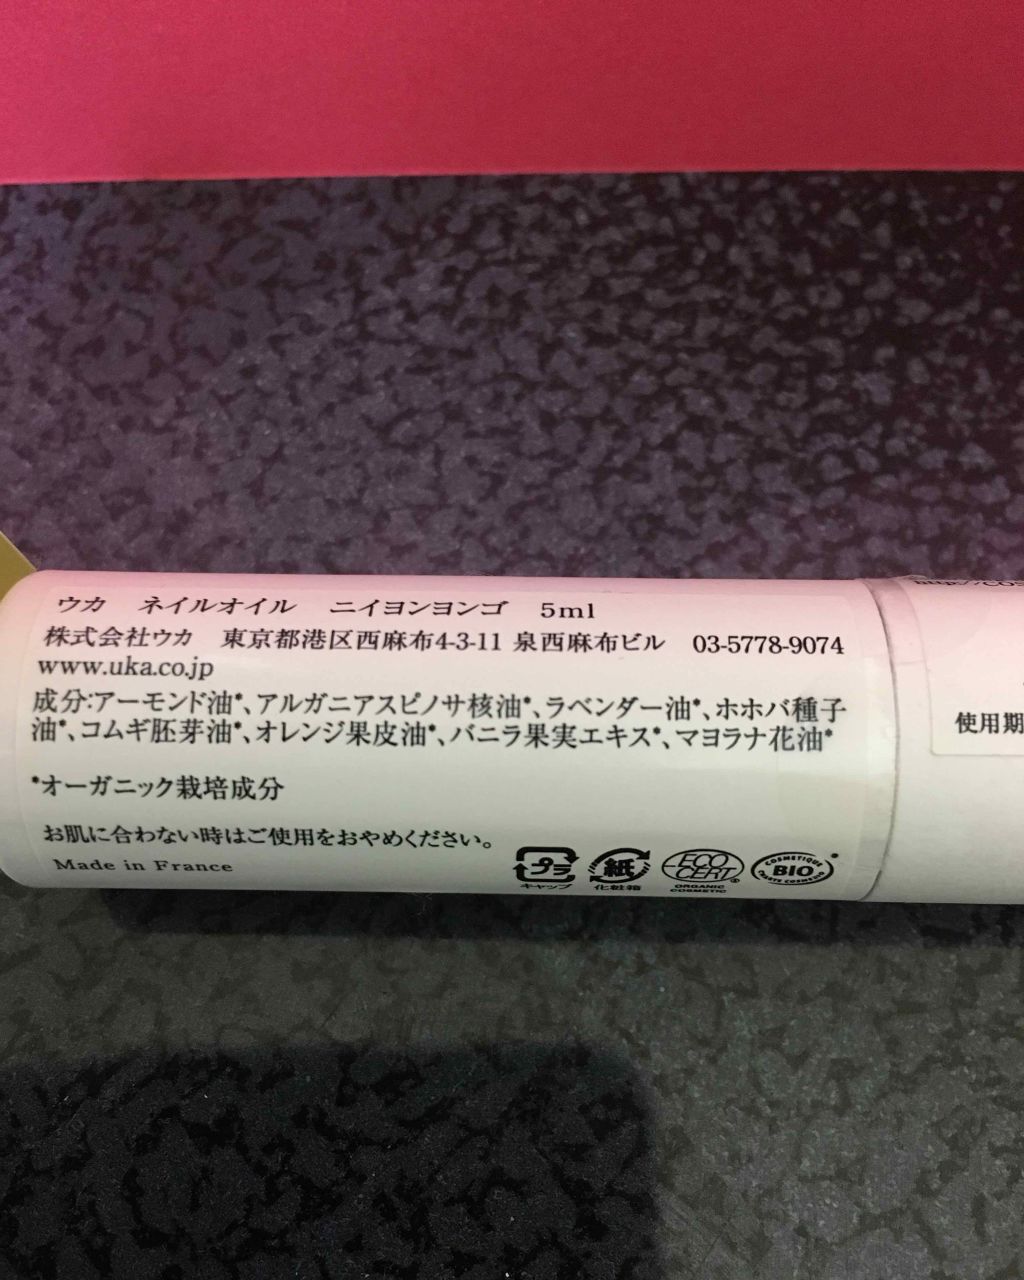 ウカ　ネイルオイル　ニイヨンヨンゴ　5ml
株式会社ウカ　東京都港区西麻布4-3-11 泉西麻布ビル　03-5778-9074
www.uka.co.jp
成分:アーモンド油*、アルガニアスピノサ核油*、ラベンダー油*、ホホバ種子
油*、コムギ胚芽油*、オレンジ果皮油*、バニラ果実エキス*、マヨラナ花油*
*オーガニック栽培成分
お肌に合わない時はご使用をおやめください。
Made in France
プラ
キャップ
紙
化粧箱
ECO
CERT®
ORGANIC
COSMETIC
COSMETIQUE
BIO
CHARTE COSMEBIO
使用期